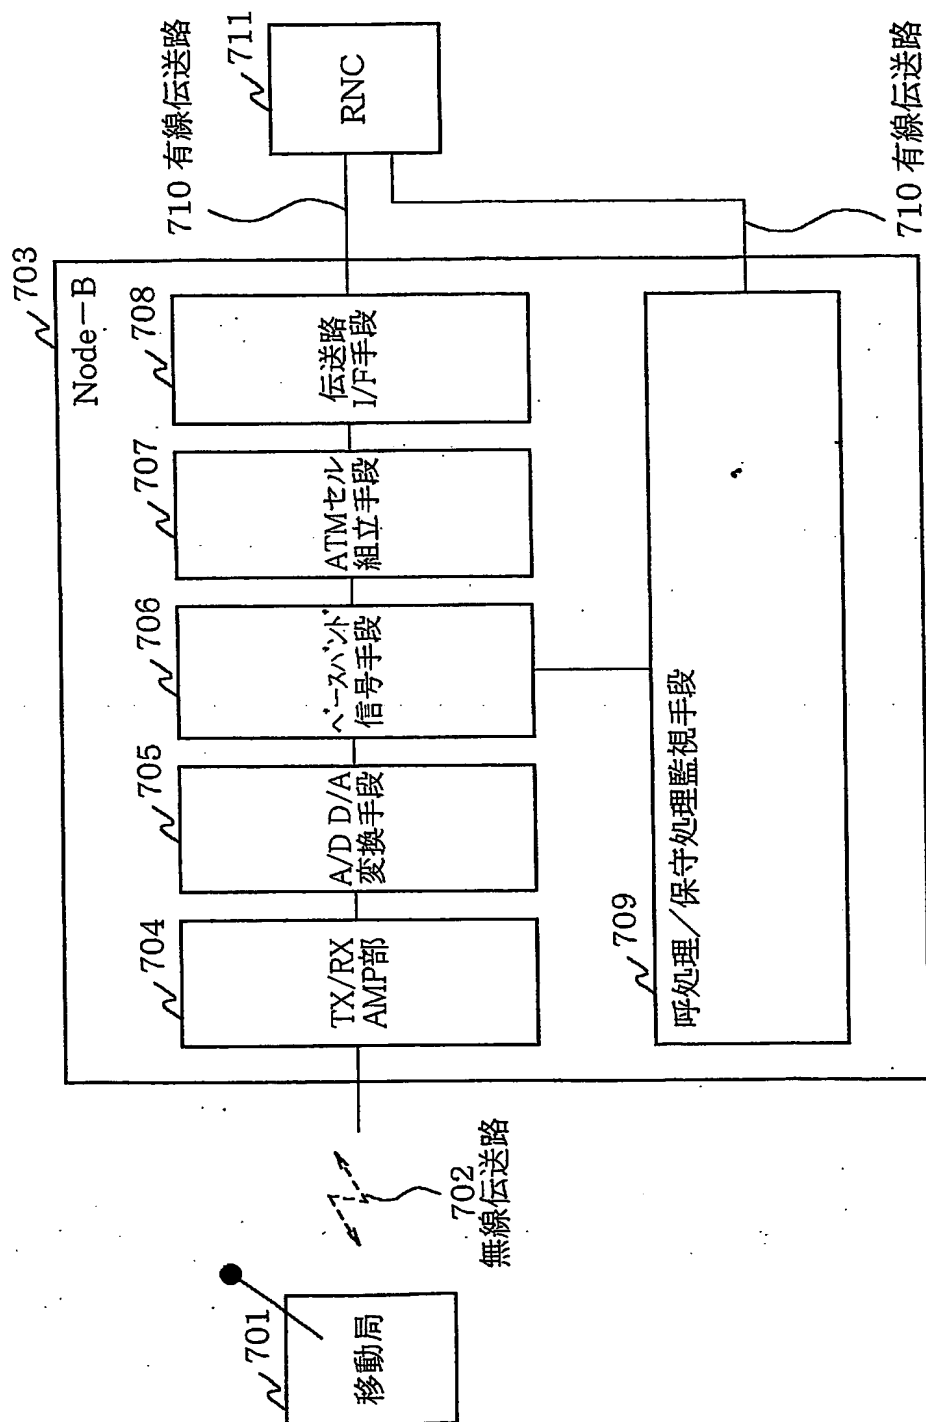 701
移動局
702
無線伝送路
703
Node-B
704
TX/RX
AMP部
705
A/D D/A
変換手段
706
ベースバンド
信号手段
707
ATMセル
組立手段
708
伝送路
I/F手段
709
呼処理/保守処理監視手段
710 有線伝送路
710 有線伝送路
711
RNC